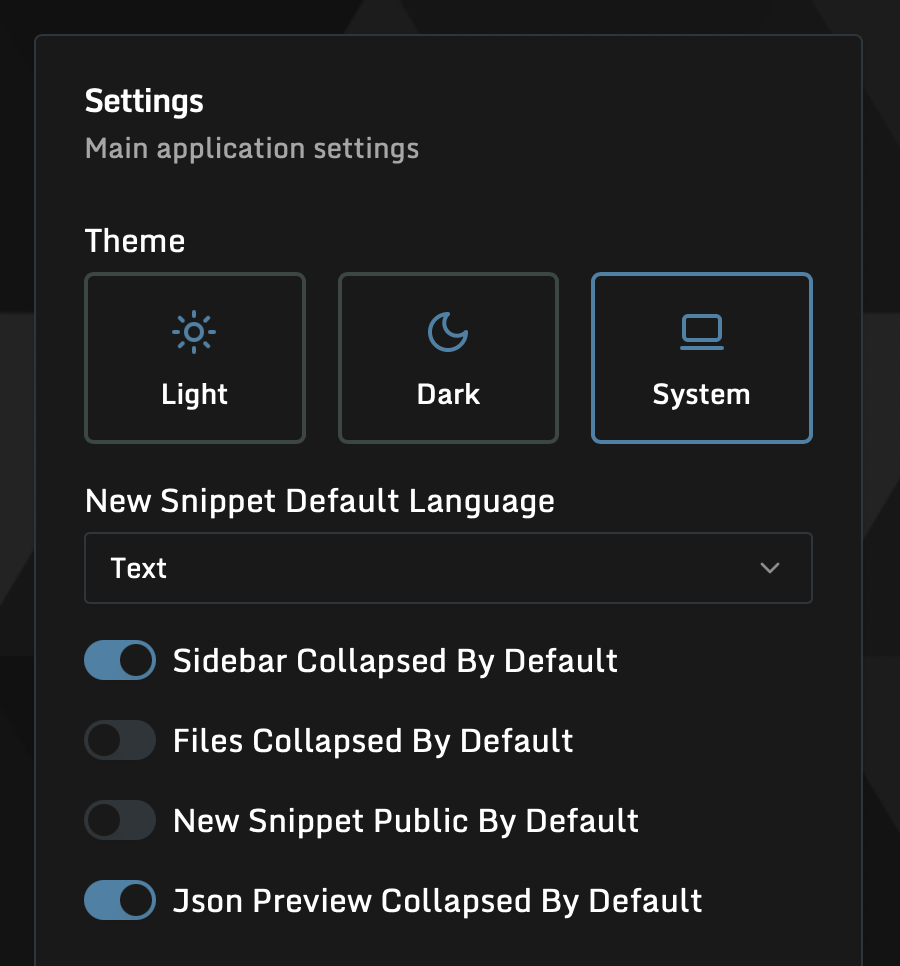 Settings
Main application settings
Theme
Light
Dark
System
New Snippet Default Language
Text
Sidebar Collapsed By Default
Files Collapsed By Default
New Snippet Public By Default
Json Preview Collapsed By Default